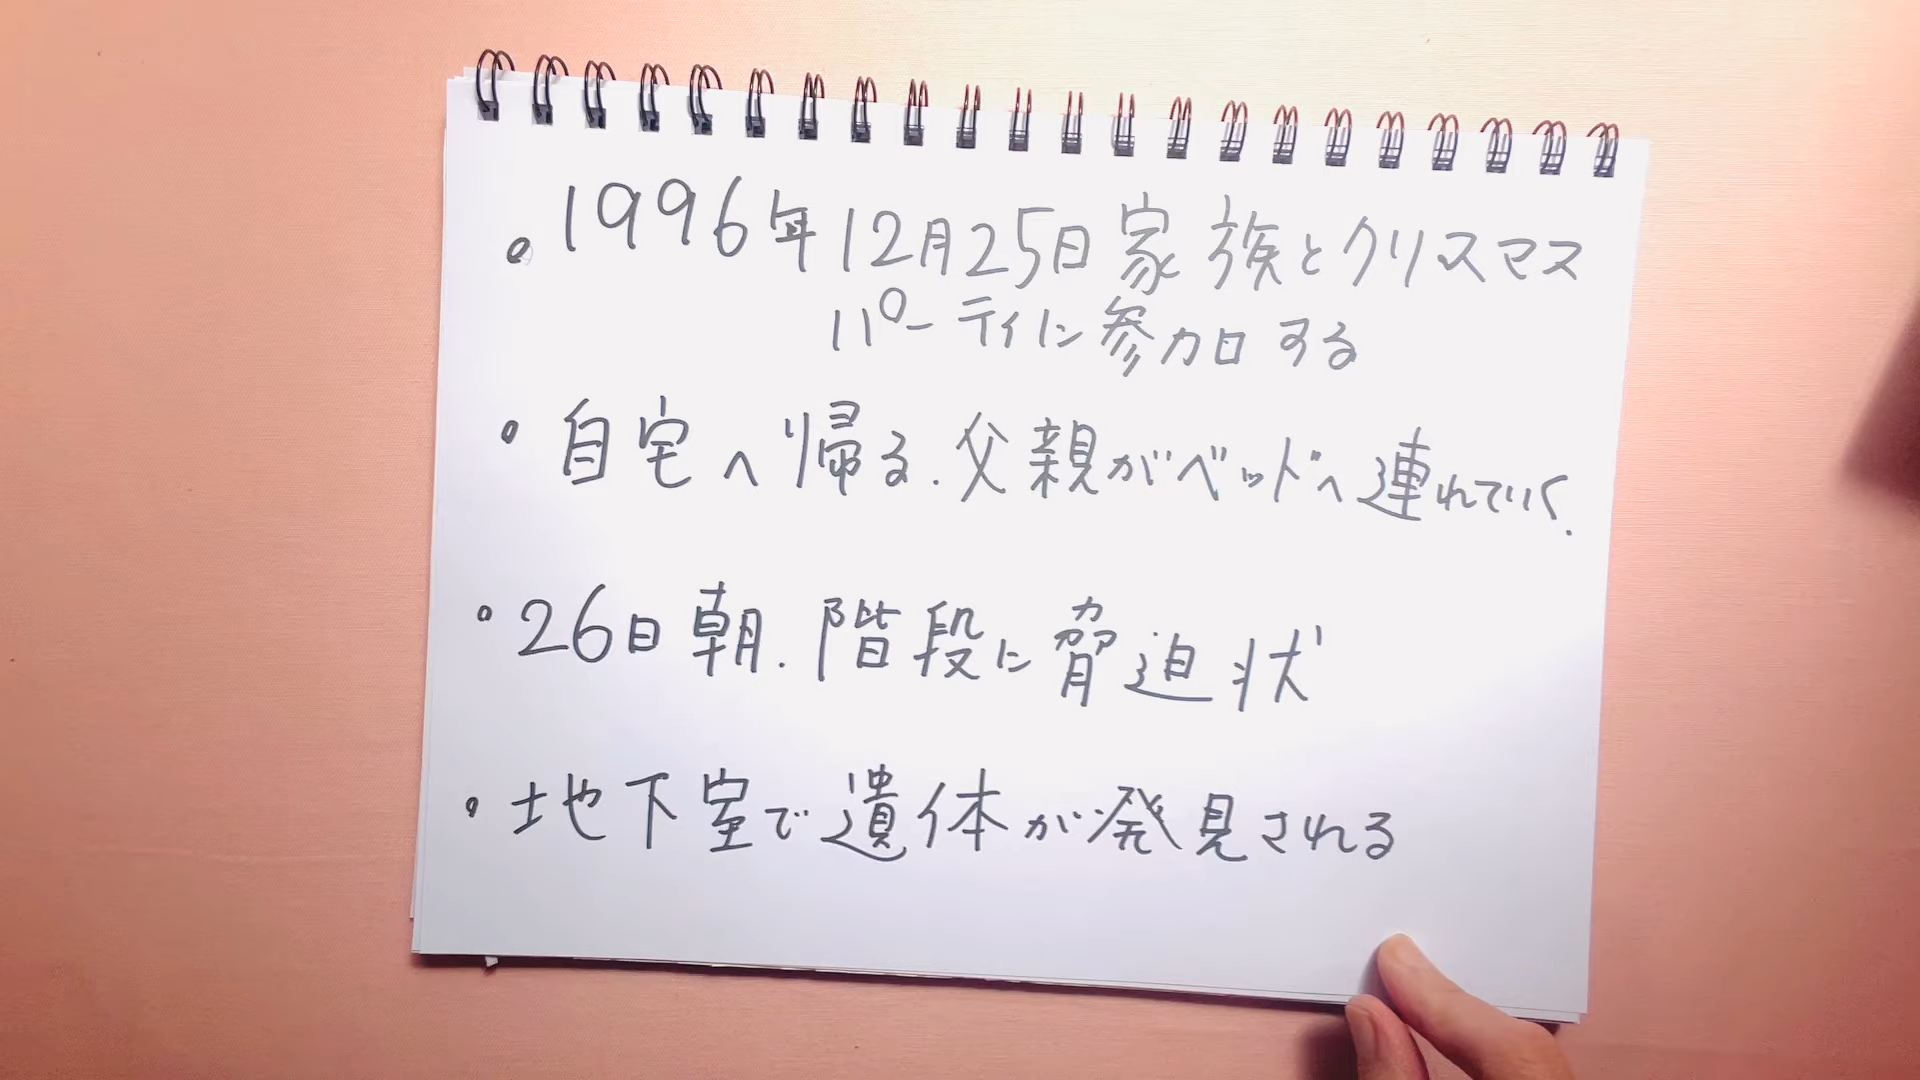 • 1996年12月25日家族とクリスマス
パーティに参加する
• 自宅へ帰る.父親がベッドへ連れていく.
• 26日朝.階段に脅迫状
• 地下室で遺体が発見される